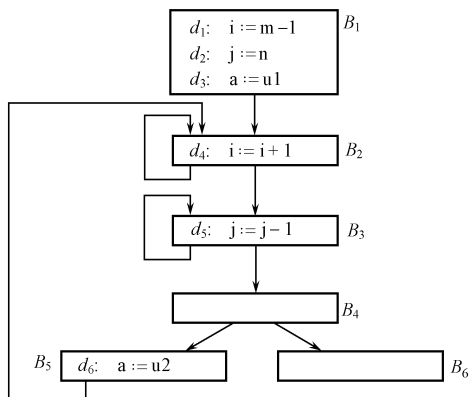 d₁: i := m −1 B₁
d₂: j := n
d₃: a := u1
d₄: i := i + 1 B₂
d₅: j := j − 1 B₃
B₄
B₅ d₆: a := u2
B₆